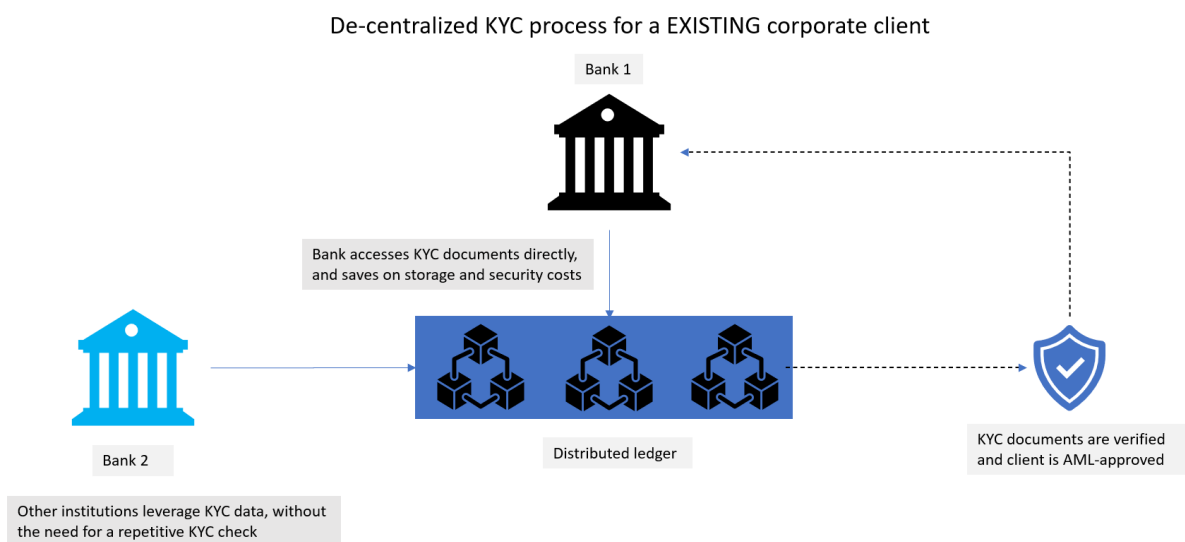 De-centralized KYC process for a EXISTING corporate client
Bank 1
Bank accesses KYC documents directly,
and saves on storage and security costs
Bank 2
Distributed ledger
KYC documents are verified
and client is AML-approved
Other institutions leverage KYC data, without
the need for a repetitive KYC check